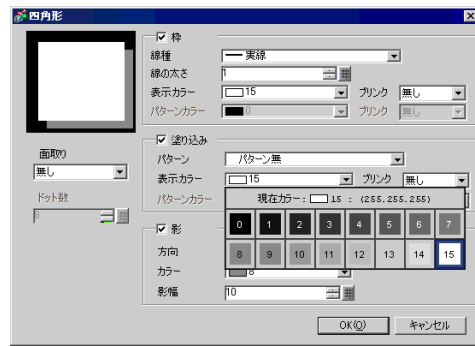 四角形
枠
線種 実線
線の太さ 1
表示カラー 15 ブリンク 無し
パターンカラー 0 ブリンク 無し
塗り込み
パターン パターン無
表示カラー 15 ブリンク 無し
パターンカラー
現在カラー: 15 : (255.255.255)
0 1 2 3 4 5 6 7
8 9 10 11 12 13 14 15
面取り
無し
ドット数
8
影
方向
カラー 8
影幅 10
OK(O) キャンセル